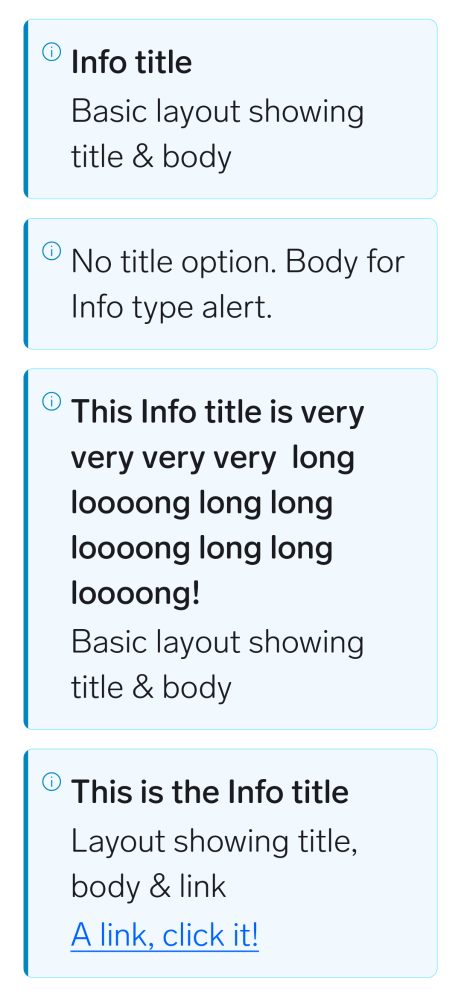 Info title
Basic layout showing
title & body
No title option. Body for
Info type alert.
This Info title is very
very very very  long
loooong long long
loooong long long
loooong!
Basic layout showing
title & body
This is the Info title
Layout showing title,
body & link
A link, click it!